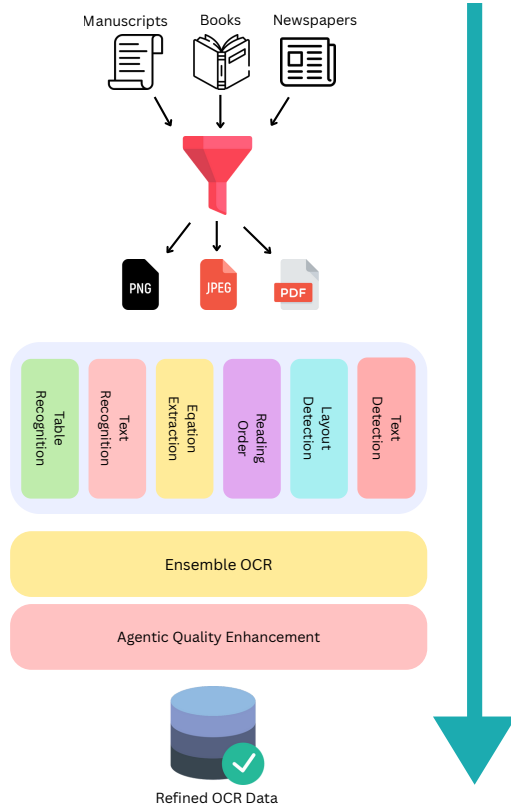 Manuscripts
Books
Newspapers
PNG
JPEG
PDF
Table
Recognition
Text
Recognition
Eqation
Extraction
Reading
Order
Layout
Detection
Text
Detection
Ensemble OCR
Agentic Quality Enhancement
Refined OCR Data